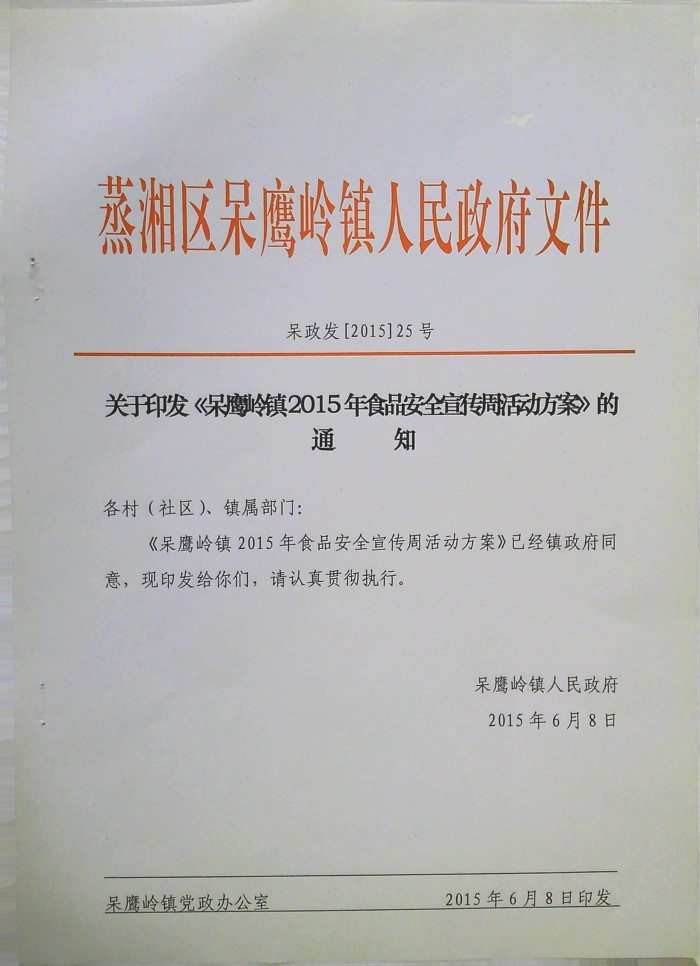 蒸湘区呆鹰岭镇人民政府文件
呆政发[2015]25号
关于印发《呆鹰岭镇2015年食品安全宣传周活动方案》的
通 知
各村（社区）、镇属部门：
《呆鹰岭镇2015年食品安全宣传周活动方案》已经镇政府同
意，现印发给你们，请认真贯彻执行。
呆鹰岭镇人民政府
2015年6月8日
呆鹰岭镇党政办公室 2015年6月8日印发